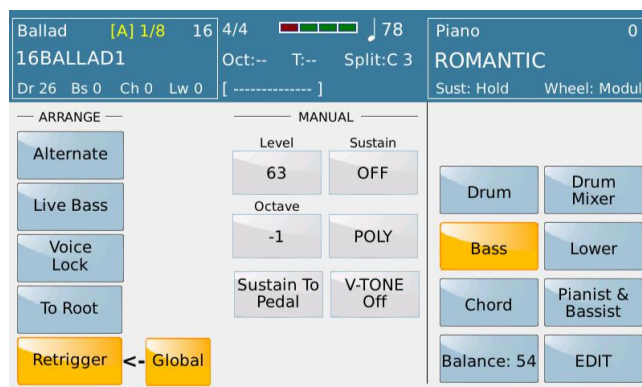 Ballad [A] 1/8 16
16BALLAD1
Dr 26 Bs 0 Ch 0 Lw 0
4/4 78
Oct:-- T:-- Split:C 3
[ -------------- ]
Piano 0
ROMANTIC
Sust: Hold Wheel: Modul
ARRANGE
Alternate
Live Bass
Voice
Lock
To Root
Retrigger <- Global
MANUAL
Level Sustain
63 OFF
Octave
-1 POLY
Sustain To
Pedal
V-TONE
Off
Drum
Drum
Mixer
Bass
Lower
Chord
Pianist &
Bassist
Balance: 54
EDIT